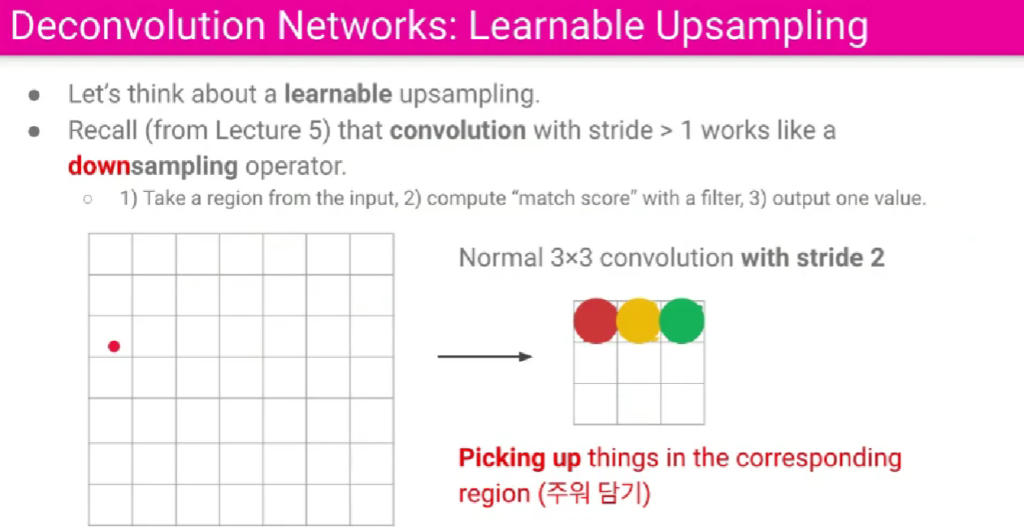 Deconvolution Networks: Learnable Upsampling
● Let's think about a learnable upsampling.
● Recall (from Lecture 5) that convolution with stride > 1 works like a
downsampling operator.
○ 1) Take a region from the input, 2) compute “match score” with a filter, 3) output one value.
Normal 3×3 convolution with stride 2
Picking up things in the corresponding
region (주워 담기)